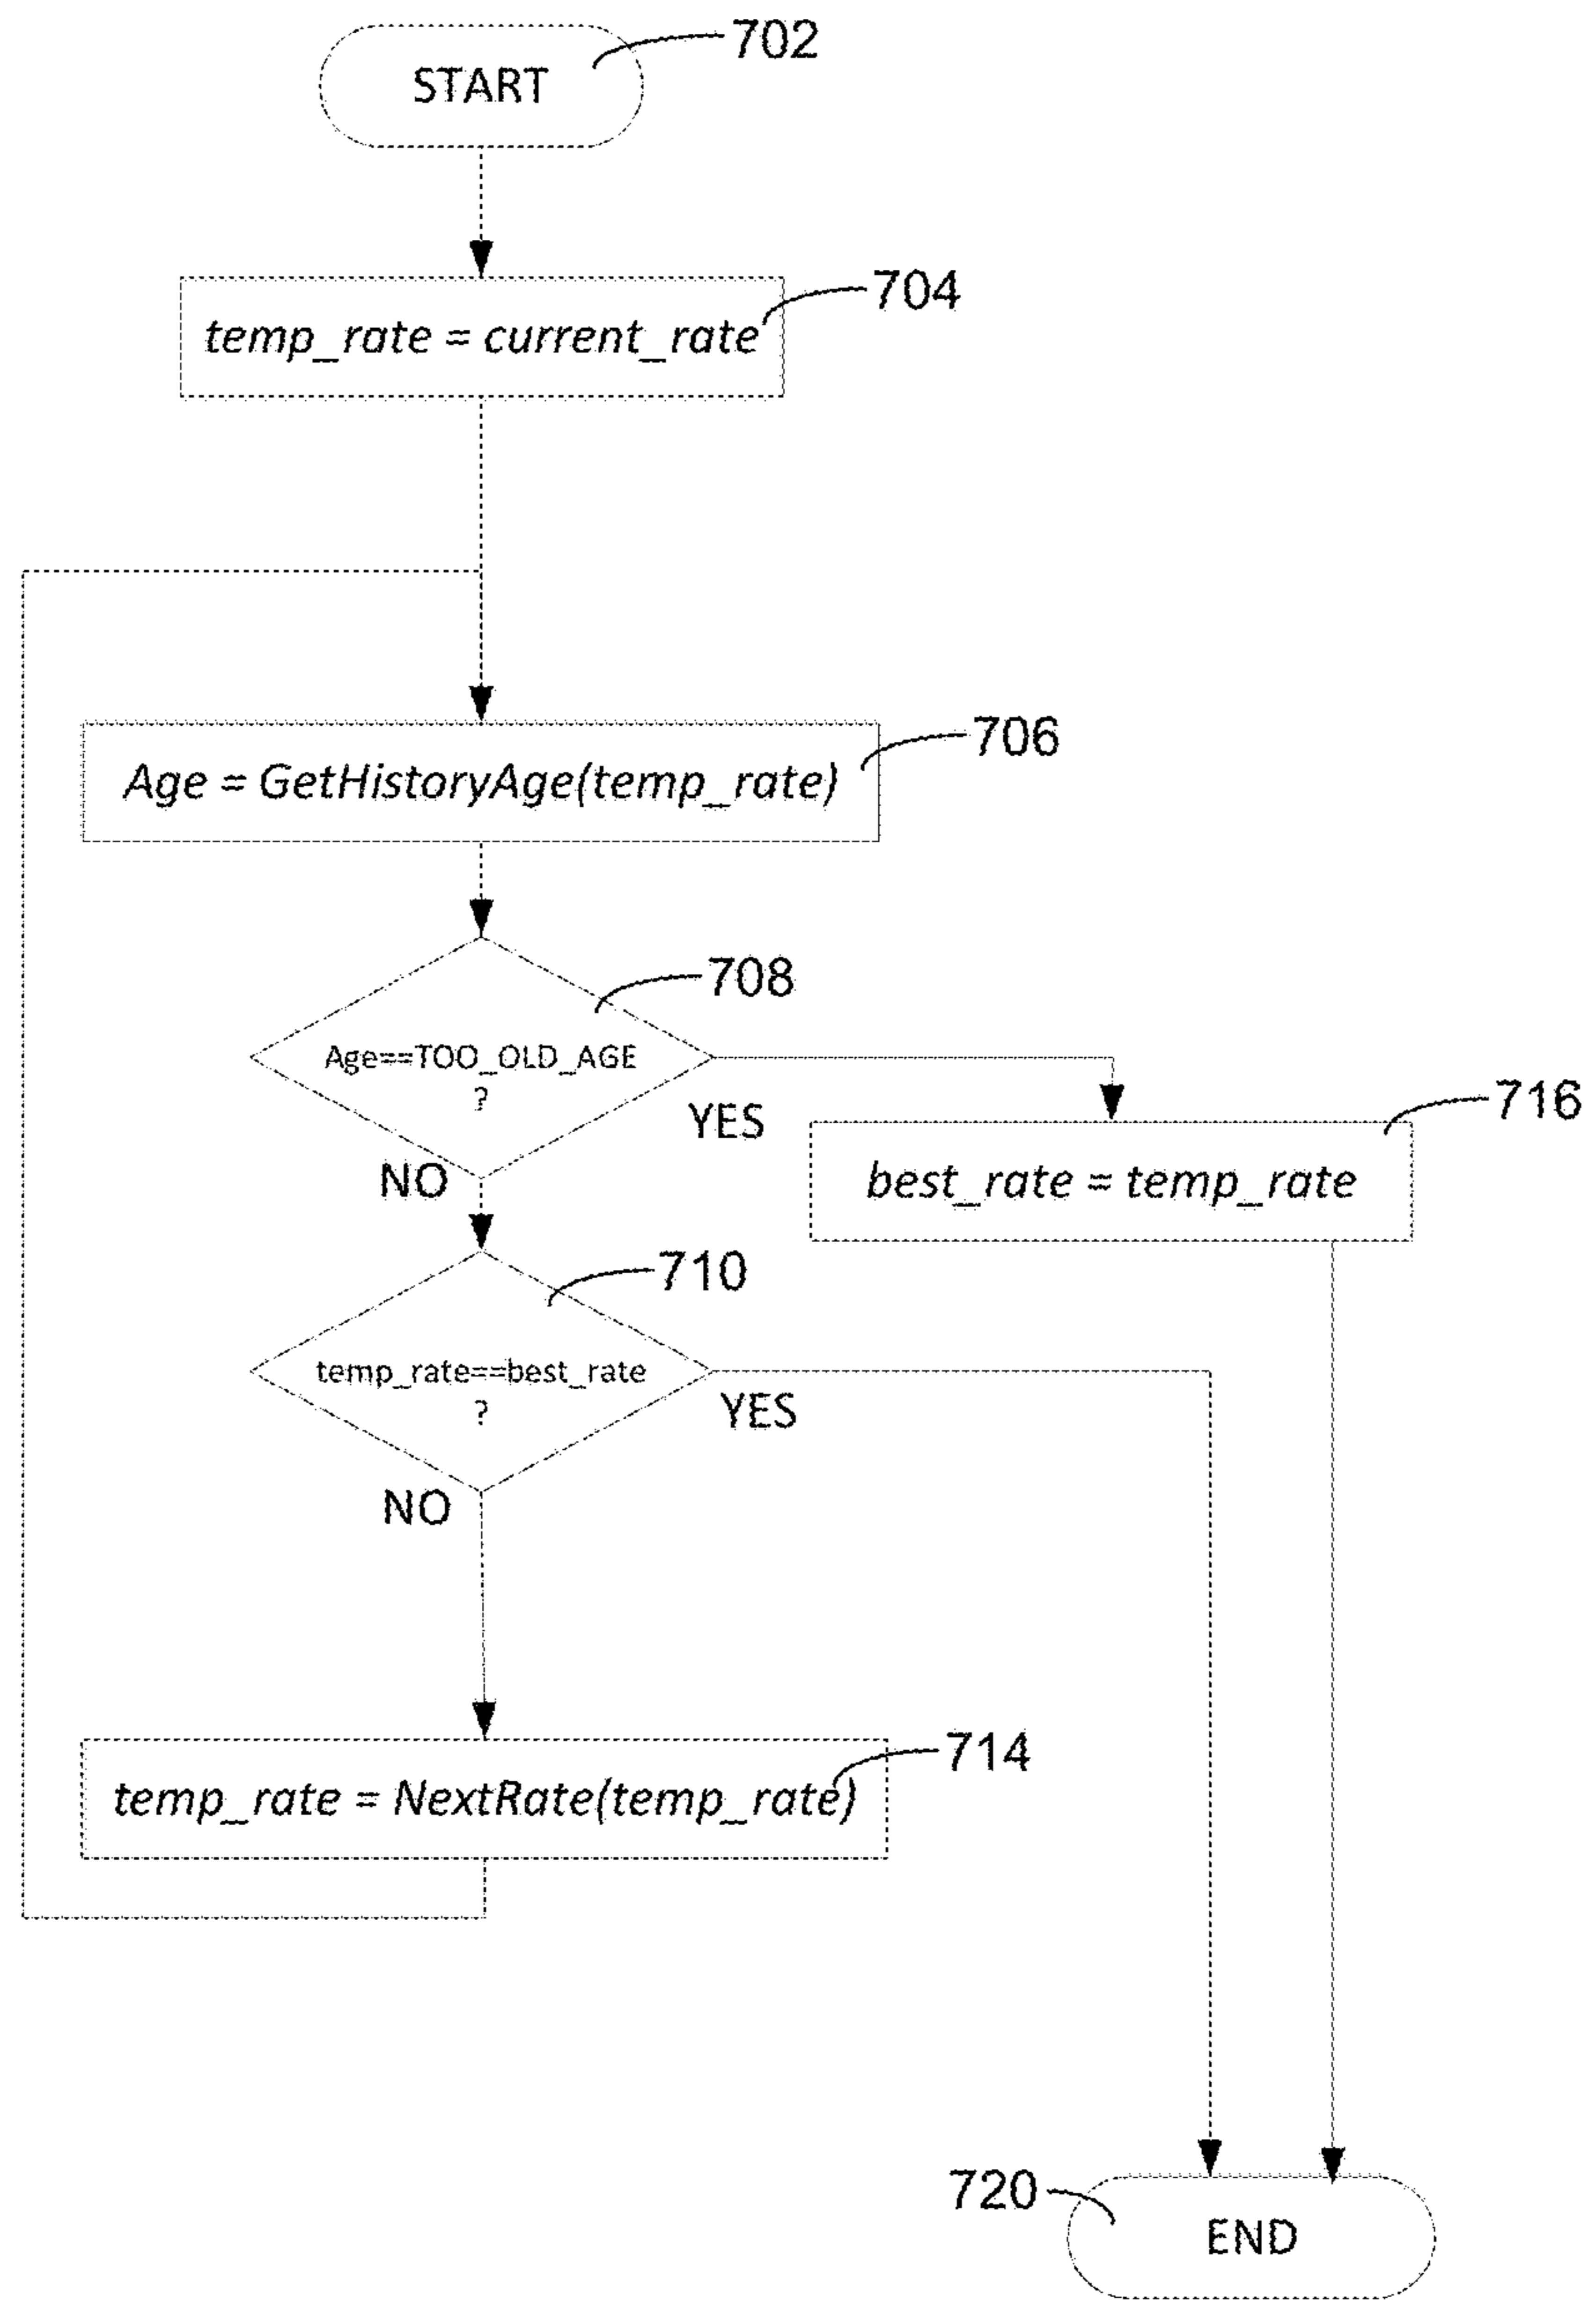 702
START
704
temp_rate = current_rate
706
Age = GetHistoryAge(temp_rate)
708
Age==TOO_OLD_AGE
?
YES
NO
716
best_rate = temp_rate
710
temp_rate==best_rate
?
YES
NO
714
temp_rate = NextRate(temp_rate)
720
END